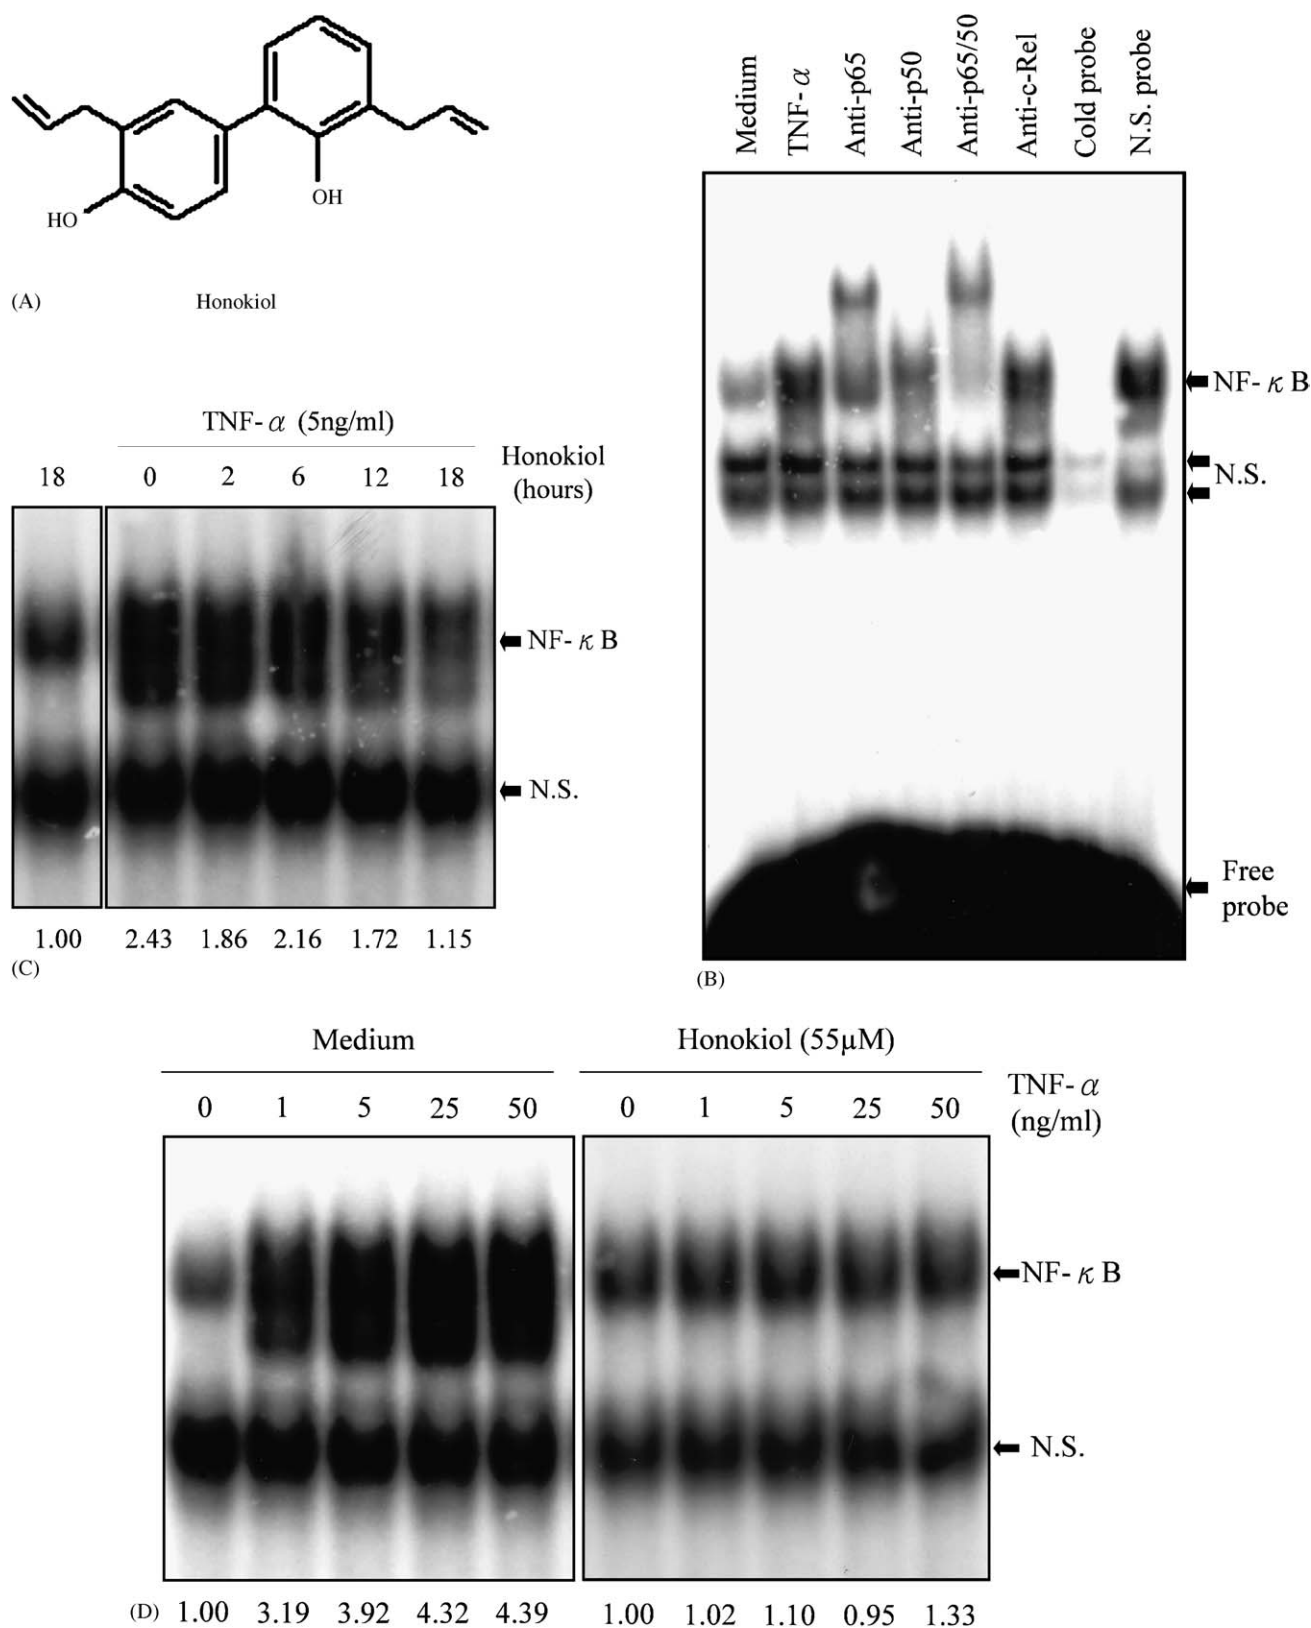 HO
OH
(A)
Honokiol
Medium
TNF- α
Anti-p65
Anti-p50
Anti-p65/50
Anti-c-Rel
Cold probe
N.S. probe
NF- κ B
N.S.
Free
probe
(B)
TNF- α (5ng/ml)
Honokiol
(hours)
18 0 2 6 12 18
NF- κ B
N.S.
1.00 2.43 1.86 2.16 1.72 1.15
(C)
Medium
Honokiol (55μM)
TNF- α
(ng/ml)
0 1 5 25 50 0 1 5 25 50
NF- κ B
N.S.
(D) 1.00 3.19 3.92 4.32 4.39 1.00 1.02 1.10 0.95 1.33